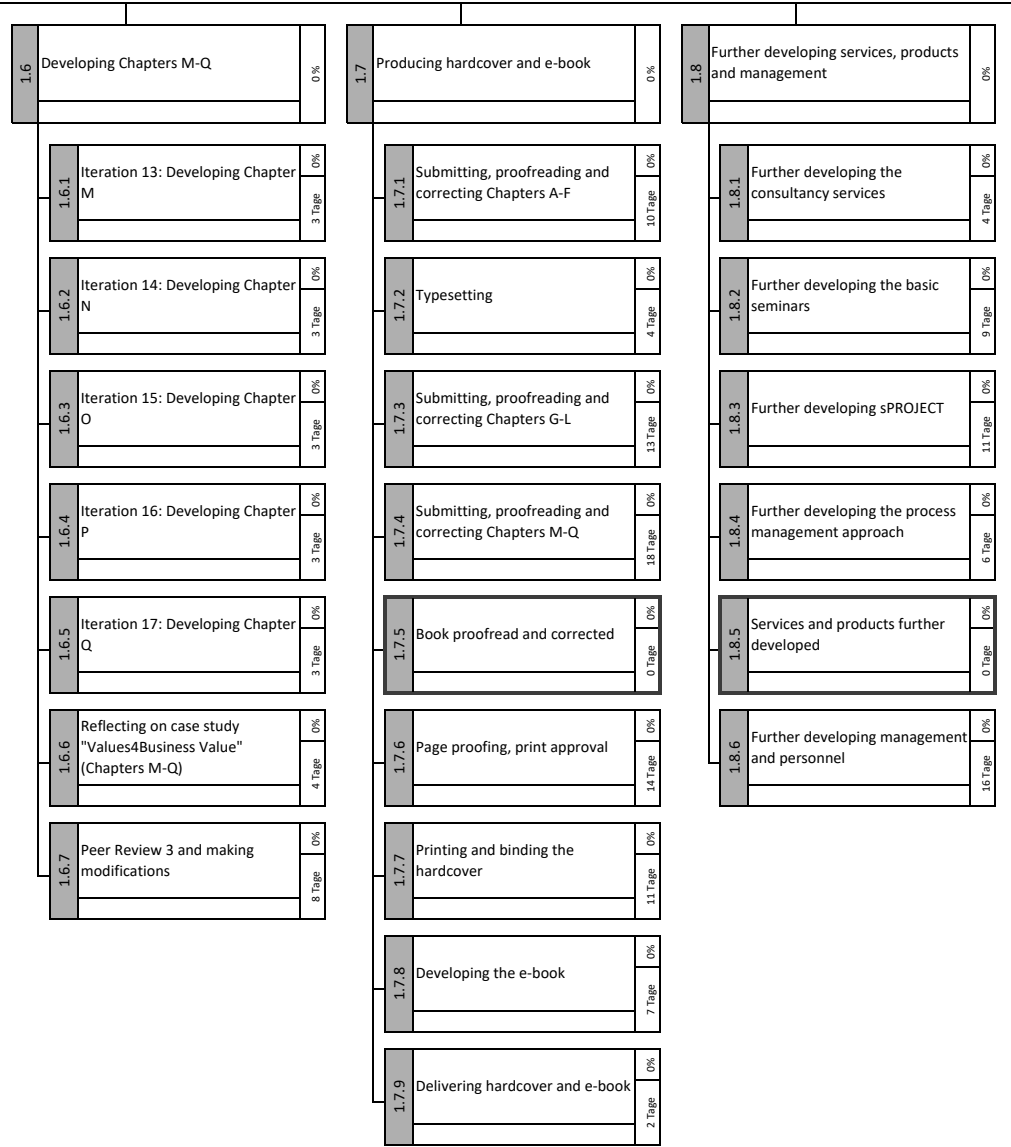 1.6
Developing Chapters M-Q
0%
1.6.1
Iteration 13: Developing Chapter
M
0%
3 Tage
1.6.2
Iteration 14: Developing Chapter
N
0%
3 Tage
1.6.3
Iteration 15: Developing Chapter
O
0%
3 Tage
1.6.4
Iteration 16: Developing Chapter
P
0%
3 Tage
1.6.5
Iteration 17: Developing Chapter
Q
0%
3 Tage
1.6.6
Reflecting on case study
"Values4Business Value"
(Chapters M-Q)
0%
4 Tage
1.6.7
Peer Review 3 and making
modifications
0%
8 Tage
1.7
Producing hardcover and e-book
0%
1.7.1
Submitting, proofreading and
correcting Chapters A-F
0%
10 Tage
1.7.2
Typesetting
0%
4 Tage
1.7.3
Submitting, proofreading and
correcting Chapters G-L
0%
13 Tage
1.7.4
Submitting, proofreading and
correcting Chapters M-Q
0%
18 Tage
1.7.5
Book proofread and corrected
0%
0 Tage
1.7.6
Page proofing, print approval
0%
14 Tage
1.7.7
Printing and binding the
hardcover
0%
11 Tage
1.7.8
Developing the e-book
0%
7 Tage
1.7.9
Delivering hardcover and e-book
0%
2 Tage
1.8
Further developing services, products
and management
0%
1.8.1
Further developing the
consultancy services
0%
4 Tage
1.8.2
Further developing the basic
seminars
0%
9 Tage
1.8.3
Further developing sPROJECT
0%
11 Tage
1.8.4
Further developing the process
management approach
0%
6 Tage
1.8.5
Services and products further
developed
0%
0 Tage
1.8.6
Further developing management
and personnel
0%
16 Tage